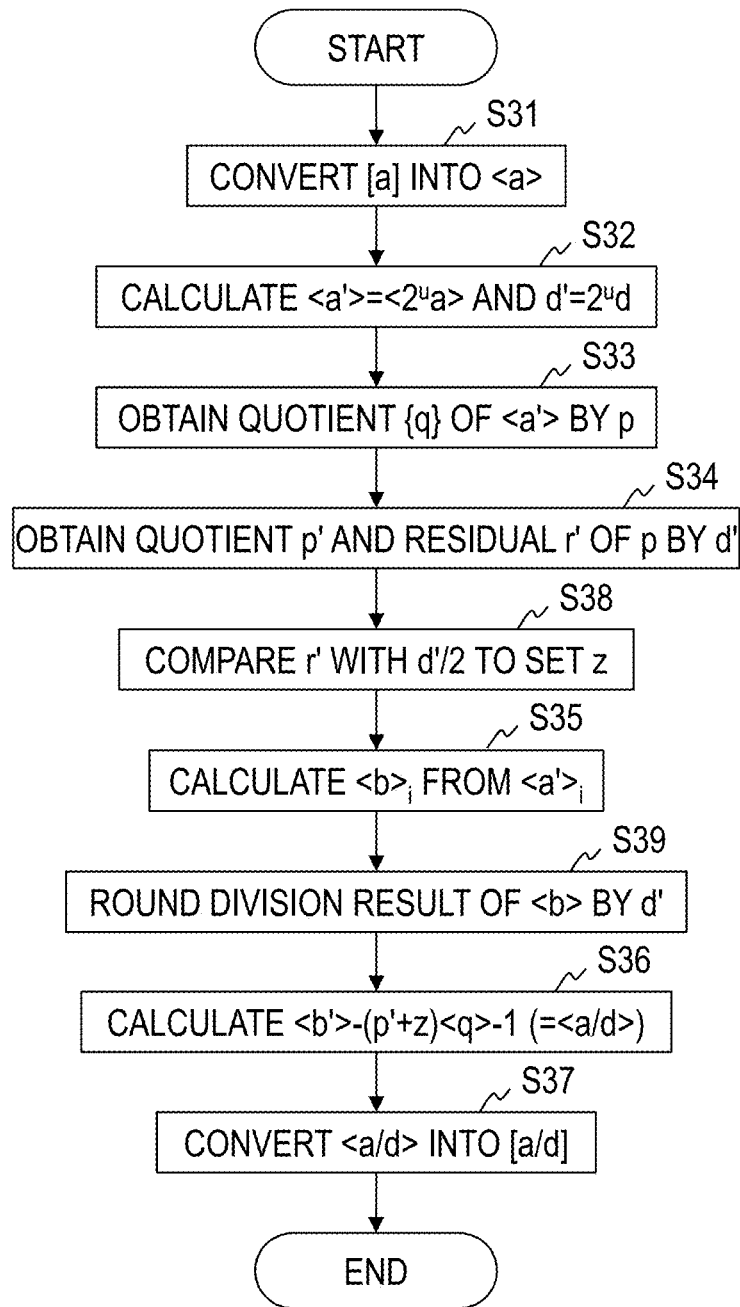 START
S31
CONVERT [a] INTO <a>
S32
CALCULATE <a'>=<2ᵘa> AND d'=2ᵘd
S33
OBTAIN QUOTIENT {q} OF <a'> BY p
S34
OBTAIN QUOTIENT p' AND RESIDUAL r' OF p BY d'
S38
COMPARE r' WITH d'/2 TO SET z
S35
CALCULATE <b>ᵢ FROM <a'>ᵢ
S39
ROUND DIVISION RESULT OF <b> BY d'
S36
CALCULATE <b'>-(p'+z)<q>-1 (=<a/d>)
S37
CONVERT <a/d> INTO [a/d]
END